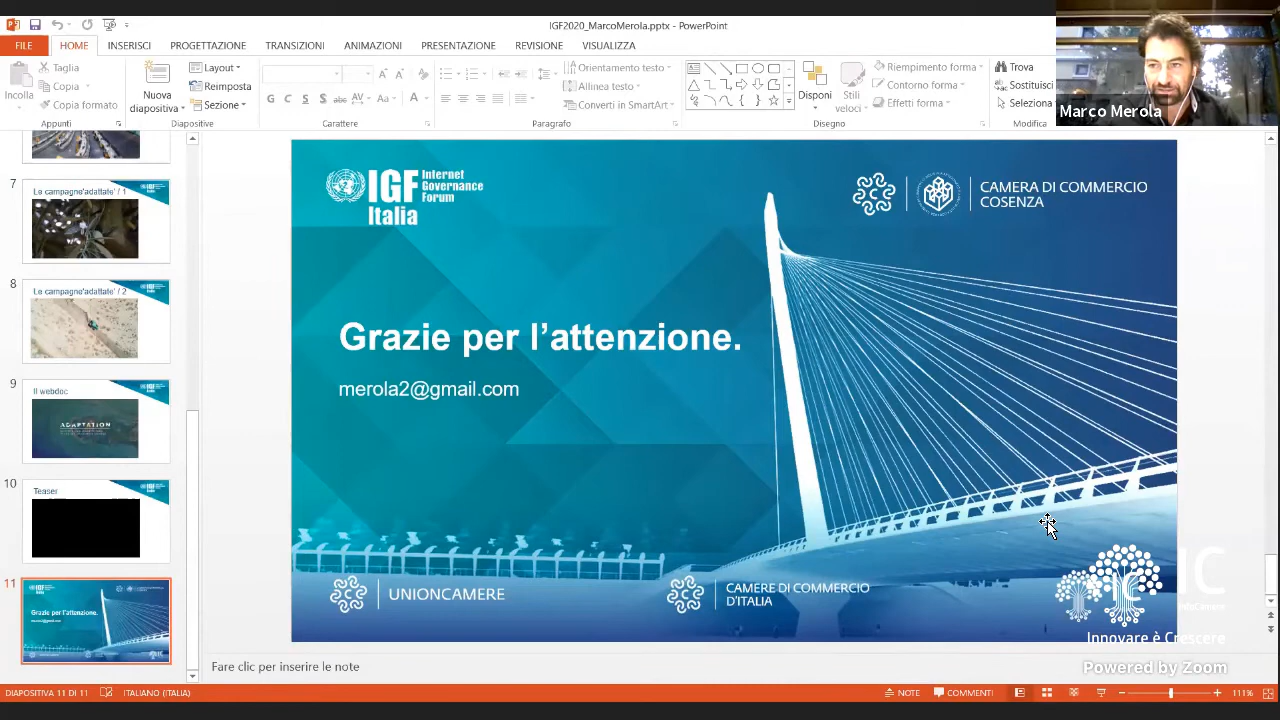 IGF2020_MarcoMerola.pptx - PowerPoint
FILE
HOME
INSERISCI
PROGETTAZIONE
TRANSIZIONI
ANIMAZIONI
PRESENTAZIONE
REVISIONE
VISUALIZZA
Incolla
Taglia
Copia
Copia formato
Appunti
Nuova
diapositiva
Layout
Reimposta
Sezione
Diapositive
G C S S abc AV Aa A
Carattere
Orientamento testo
Allinea testo
Converti in SmartArt
Paragrafo
Disponi
Stili
veloci
Riempimento forma
Contorno forma
Effetti forma
Disegno
Trova
Sostituisci
Seleziona
Modifica
Marco Merola
7
Le campagne'adattate' / 1
8
Le campagne'adattate' / 2
9
Il webdoc
ADAPTATION
10
Teaser
11
Grazie per l'attenzione.
IGF
Italia
Internet
Governance
Forum
CAMERA DI COMMERCIO
COSENZA
Grazie per l’attenzione.
merola2@gmail.com
UNIONCAMERE
CAMERE DI COMMERCIO
D'ITALIA
Innovare è Crescere
Powered by Zoom
Fare clic per inserire le note
DIAPOSITIVA 11 DI 11
ITALIANO (ITALIA)
NOTE
COMMENTI
111%